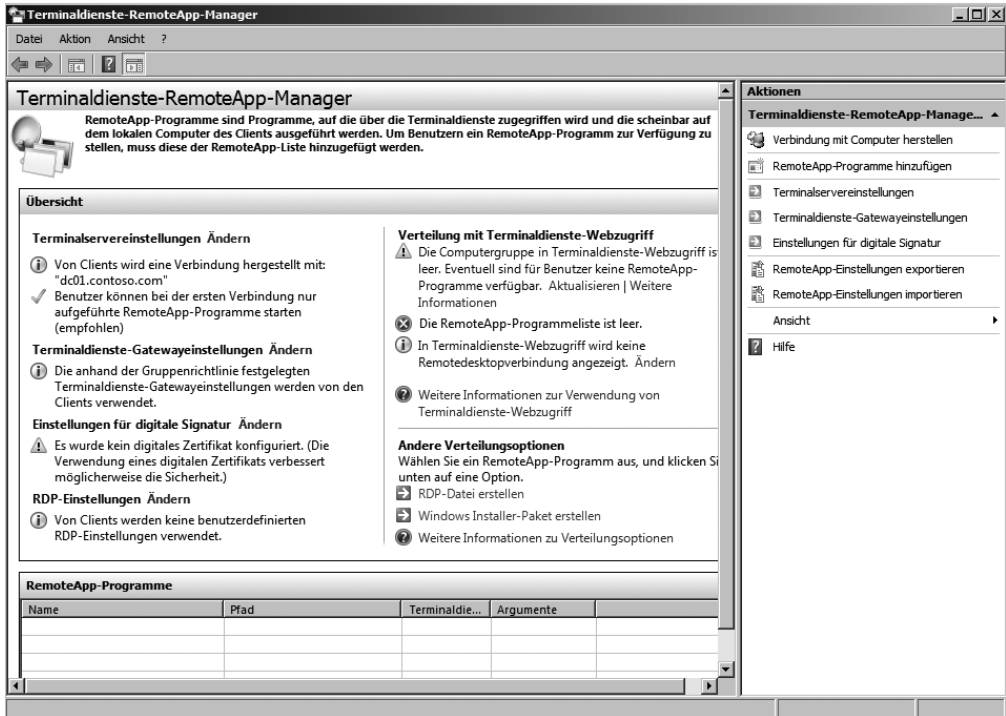 Terminaldienste-RemoteApp-Manager
Datei Aktion Ansicht ?
Terminaldienste-RemoteApp-Manager
RemoteApp-Programme sind Programme, auf die über die Terminaldienste zugegriffen wird und die scheinbar auf
dem lokalen Computer des Clients ausgeführt werden. Um Benutzern ein RemoteApp-Programm zur Verfügung zu
stellen, muss diese der RemoteApp-Liste hinzugefügt werden.
Übersicht
Terminalservereinstellungen Ändern
Von Clients wird eine Verbindung hergestellt mit:
"dc01.contoso.com"
Benutzer können bei der ersten Verbindung nur
aufgeführte RemoteApp-Programme starten
(empfohlen)
Terminaldienste-Gatewayeinstellungen Ändern
Die anhand der Gruppenrichtlinie festgelegten
Terminaldienste-Gatewayeinstellungen werden von den
Clients verwendet.
Einstellungen für digitale Signatur Ändern
Es wurde kein digitales Zertifikat konfiguriert. (Die
Verwendung eines digitalen Zertifikats verbessert
möglicherweise die Sicherheit.)
RDP-Einstellungen Ändern
Von Clients werden keine benutzerdefinierten
RDP-Einstellungen verwendet.
Verteilung mit Terminaldienste-Webzugriff
Die Computergruppe in Terminaldienste-Webzugriff is
leer. Eventuell sind für Benutzer keine RemoteApp-
Programme verfügbar. Aktualisieren | Weitere
Informationen
Die RemoteApp-Programmeliste ist leer.
In Terminaldienste-Webzugriff wird keine
Remotedesktopverbindung angezeigt. Ändern
Weitere Informationen zur Verwendung von
Terminaldienste-Webzugriff
Andere Verteilungsoptionen
Wählen Sie ein RemoteApp-Programm aus, und klicken Si
unten auf eine Option.
RDP-Datei erstellen
Windows Installer-Paket erstellen
Weitere Informationen zu Verteilungsoptionen
RemoteApp-Programme
Name Pfad Terminaldie... Argumente
Aktionen
Terminaldienste-RemoteApp-Manage...
Verbindung mit Computer herstellen
RemoteApp-Programme hinzufügen
Terminalservereinstellungen
Terminaldienste-Gatewayeinstellungen
Einstellungen für digitale Signatur
RemoteApp-Einstellungen exportieren
RemoteApp-Einstellungen importieren
Ansicht
Hilfe